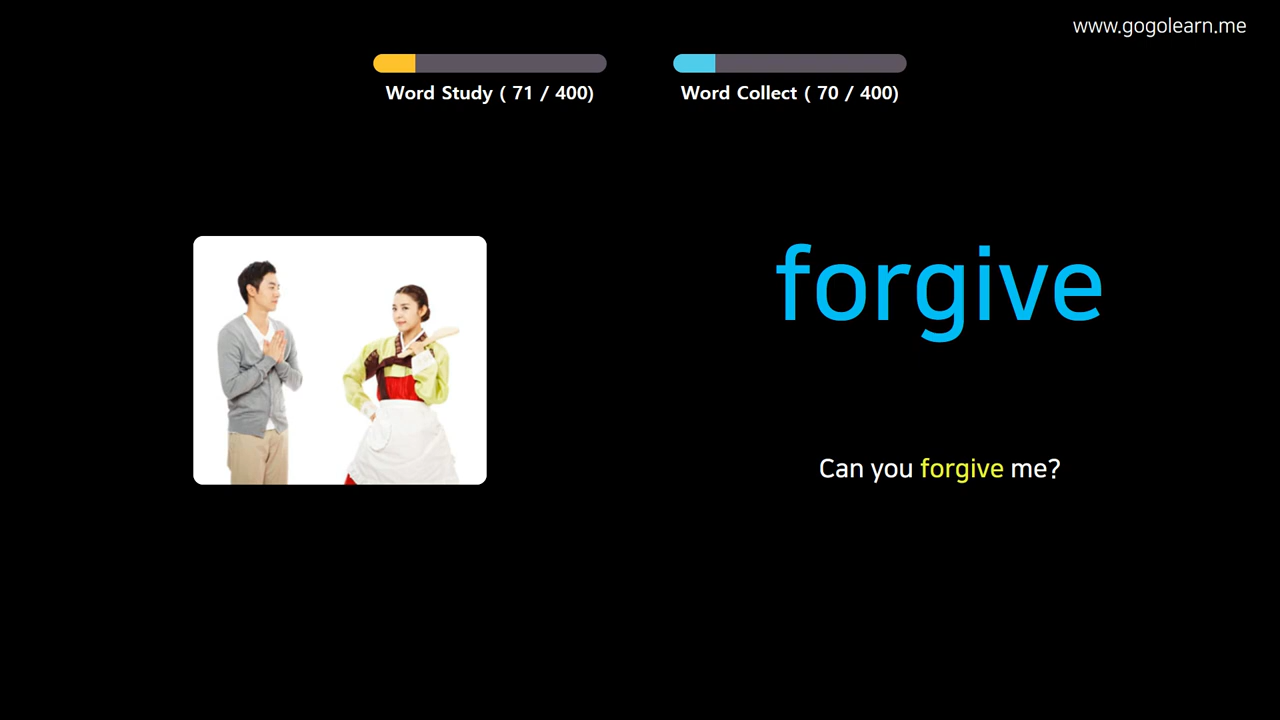 www.gogolearn.me
Word Study ( 71 / 400)
Word Collect ( 70 / 400)
forgive
Can you forgive me?